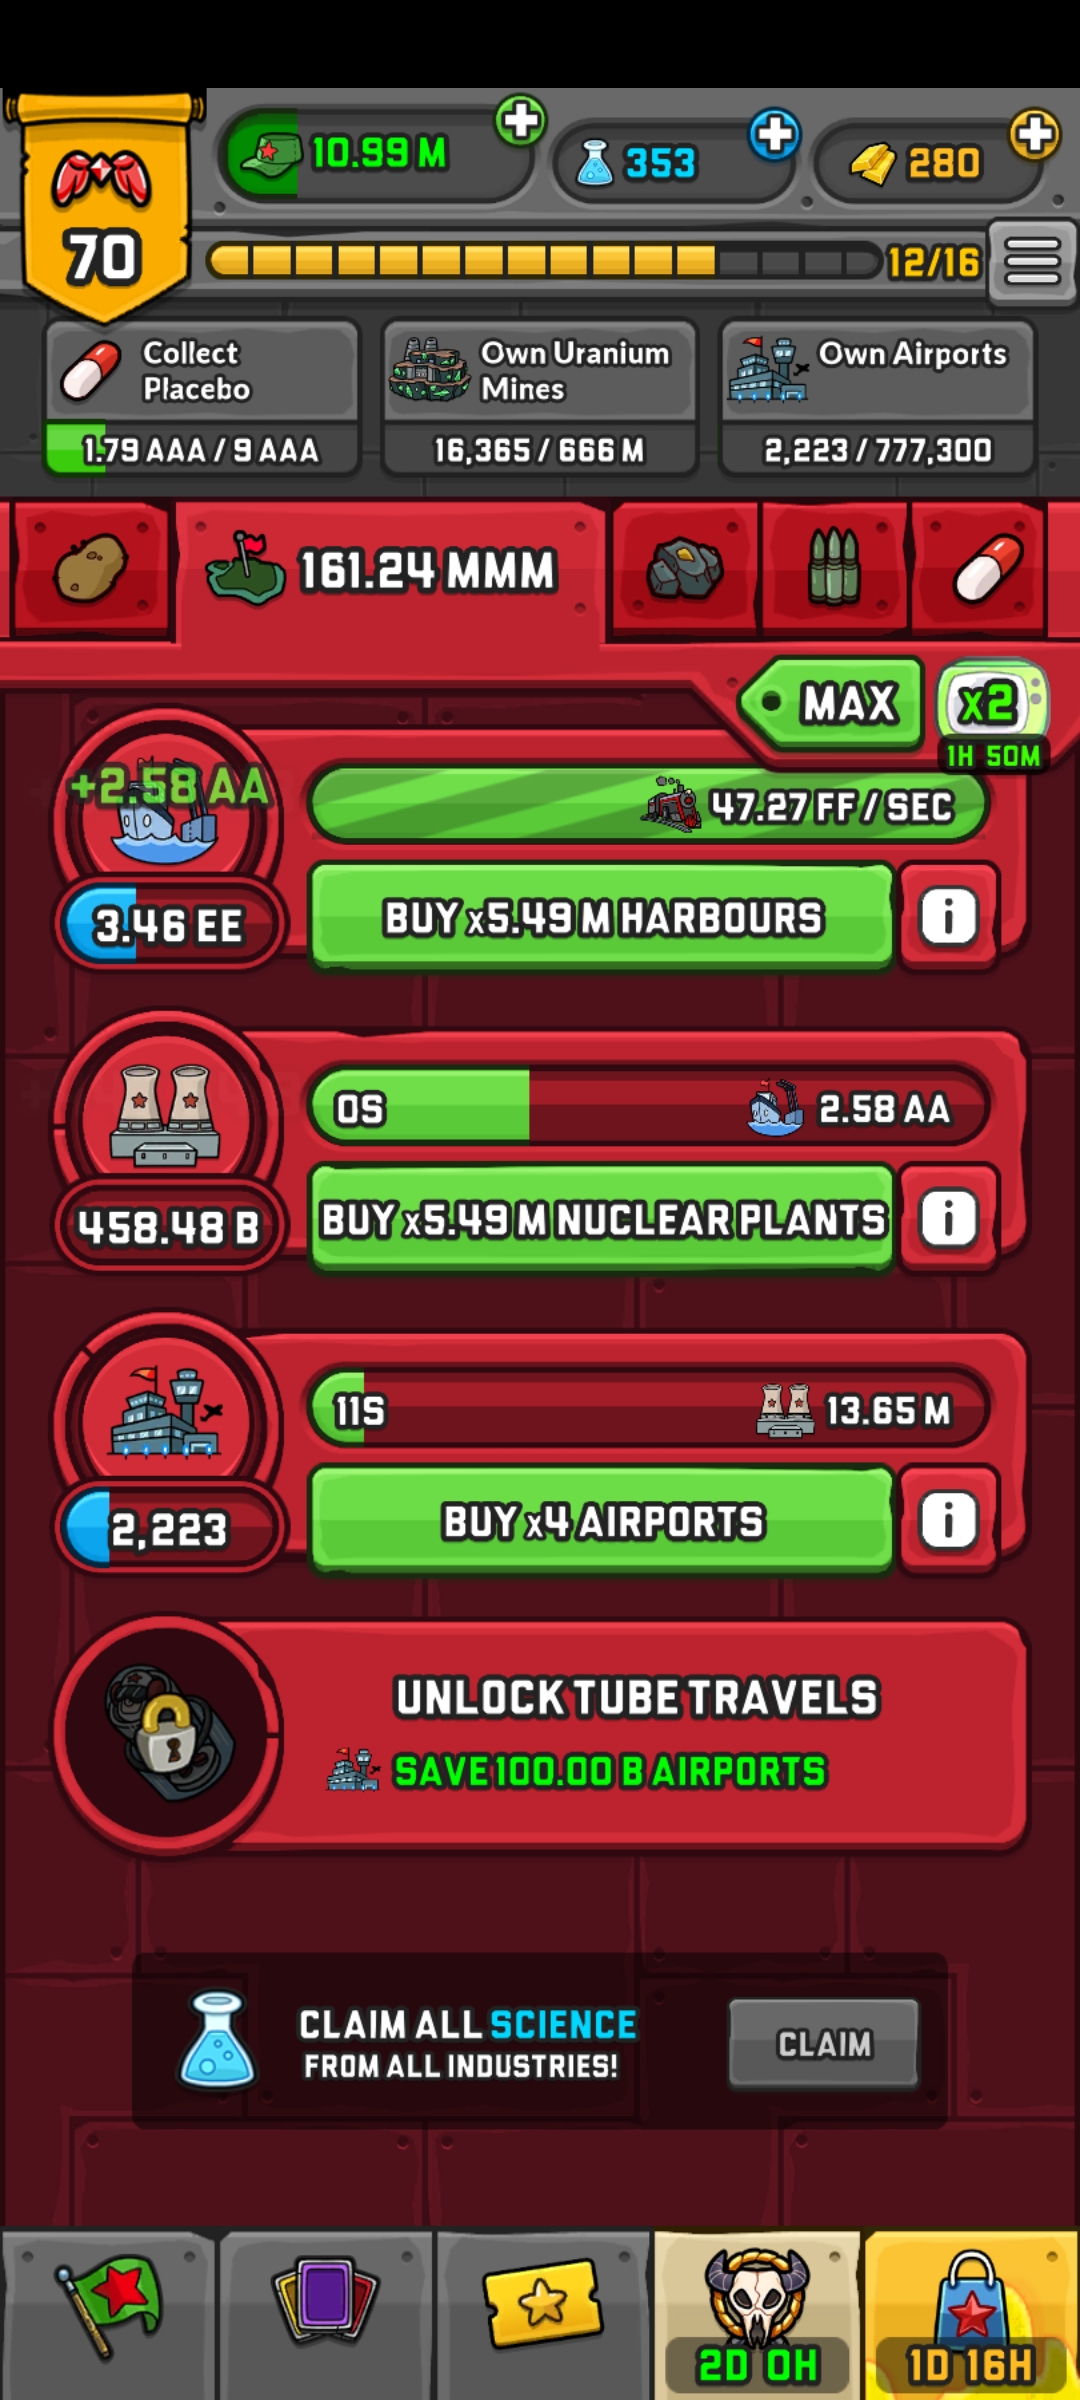 70
10.99 M
353
280
12/16
Collect
Placebo
1.79 AAA / 9 AAA
Own Uranium
Mines
16,365 / 666 M
Own Airports
2,223 / 777,300
161.24 MMM
MAX
x2
1H 50M
+2.58 AA
47.27 FF / SEC
3.46 EE
BUY x5.49 M HARBOURS
i
0S
2.58 AA
458.48 B
BUY x5.49 M NUCLEAR PLANTS
i
11S
13.65 M
2,223
BUY x4 AIRPORTS
i
UNLOCK TUBE TRAVELS
SAVE 100.00 B AIRPORTS
CLAIM ALL SCIENCE
FROM ALL INDUSTRIES!
CLAIM
2D 0H
1D 16H